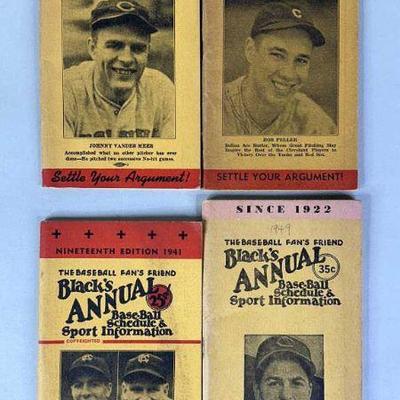 JOHNNY VANDER MEER
Accomplished what no other pitcher has ever
done—He pitched two successive No-hit games.
Settle Your Argument!
C
BOB FELLER
Indian Ace Hurler, Whose Great Pitching May
Inspire the Rest of the Cleveland Players to
Victory Over the Yanks and Red Sox.
SETTLE YOUR ARGUMENT!
NINETEENTH EDITION 1941
THE BASEBALL FAN'S FRIEND
Black's
ANNUAL
25¢
Base-Ball
Schedule &
Sport Information
COPYRIGHTED
SINCE 1922
1949
THE BASEBALL FAN'S FRIEND
Black's
ANNUAL
35c
Base-Ball
Schedule &
Sport Information